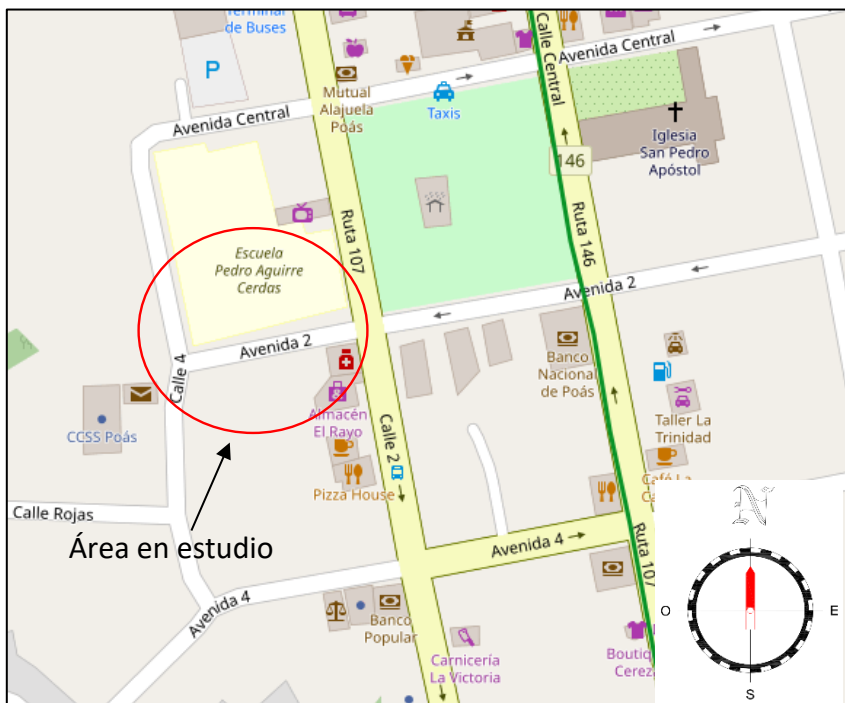 Terminal
de Buses
P
Avenida Central
Mutual
Alajuela
Poás
Taxis
Calle Central
Avenida Central
Iglesia
San Pedro
Apóstol
146
Ruta 107
Ruta 146
Escuela
Pedro Aguirre
Cerdas
Avenida 2
Avenida 2
Calle 4
CCSS Poás
Almacén
El Rayo
Calle 2
Pizza House
Banco
Nacional
de Poás
Taller La
Trinidad
Café La
Calle Rojas
Área en estudio
Avenida 4
Avenida 4
Ruta 107
Banco
Popular
Carnicería
La Victoria
Boutiq
Cerez
N
O
E
S